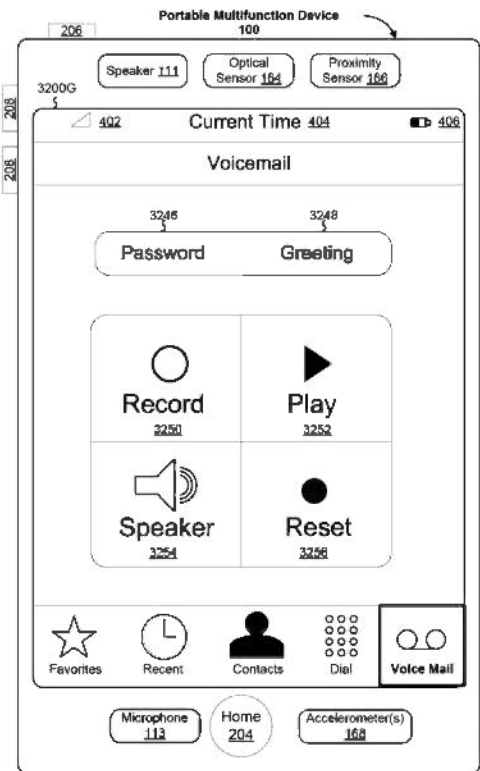 Portable Multifunction Device
100
206
Speaker 111
Optical
Sensor 164
Proximity
Sensor 166
3200G
208
208
402
Current Time 404
406
Voicemail
3246
3248
Password
Greeting
Record
3250
Play
3252
Speaker
3254
Reset
3256
Favorites
Recent
Contacts
Dial
Voice Mail
Microphone
113
Home
204
Accelerometer(s)
168